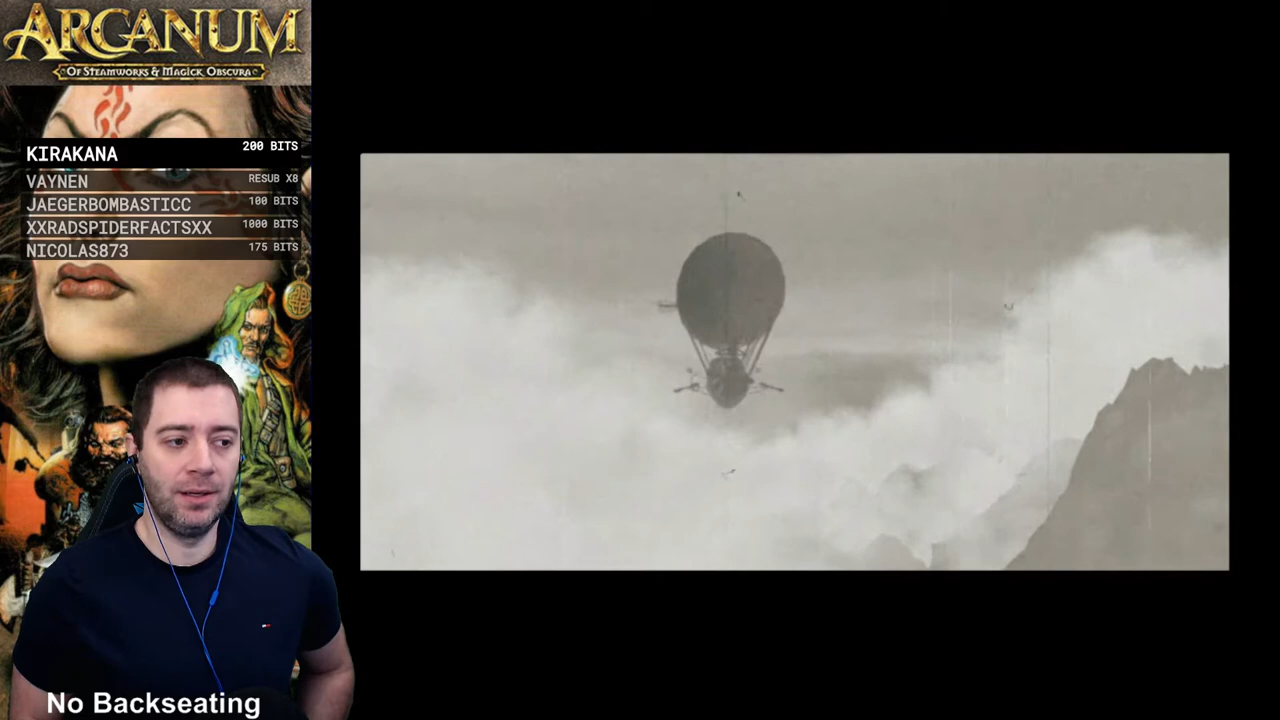 ARCANUM
OF STEAMWORKS & MAGICK OBSCURA
KIRAKANA 200 BITS
VAYNEN RESUB X8
JAEGERBOMBASTICC 100 BITS
XXRADSPIDERFACTSXX 1000 BITS
NICOLAS873 175 BITS
No Backseating